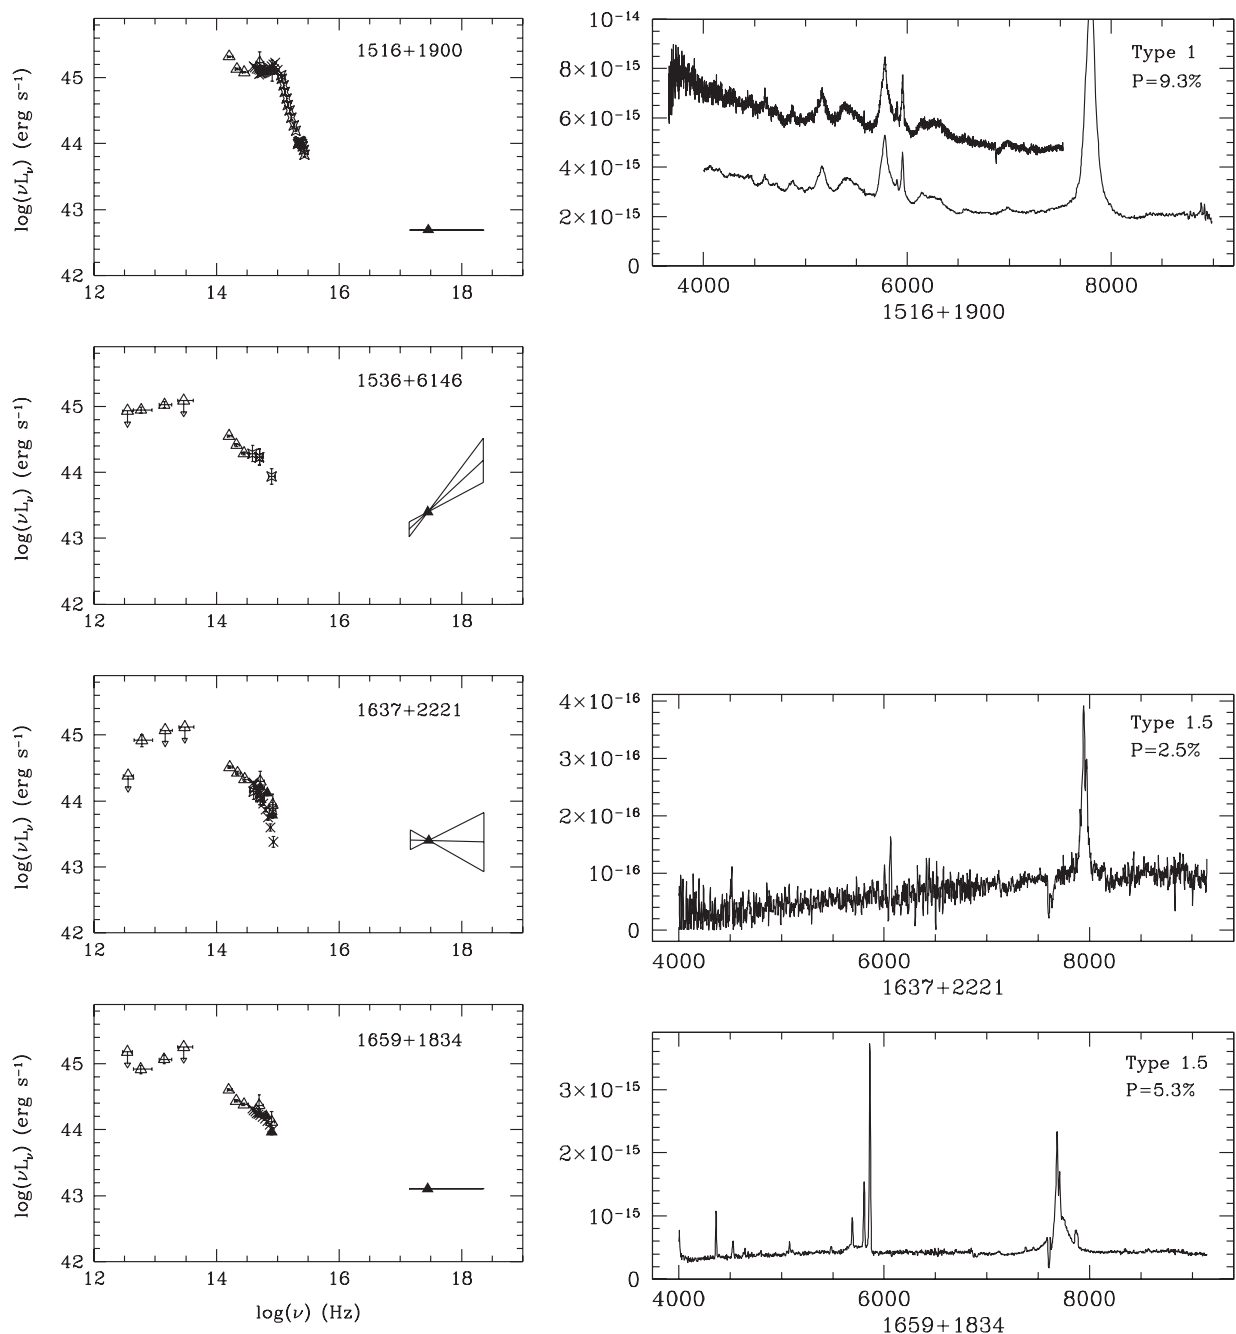 1516+1900
log(νLν) (erg s⁻¹)
45
44
43
42
12 14 16 18
10⁻¹⁴
8×10⁻¹⁵
6×10⁻¹⁵
4×10⁻¹⁵
2×10⁻¹⁵
0
Type 1
P=9.3%
4000 6000 8000
1516+1900
1536+6146
log(νLν) (erg s⁻¹)
45
44
43
42
12 14 16 18
1637+2221
log(νLν) (erg s⁻¹)
45
44
43
42
12 14 16 18
4×10⁻¹⁶
3×10⁻¹⁶
2×10⁻¹⁶
10⁻¹⁶
0
Type 1.5
P=2.5%
4000 6000 8000
1637+2221
1659+1834
log(νLν) (erg s⁻¹)
45
44
43
42
12 14 16 18
log(ν) (Hz)
3×10⁻¹⁵
2×10⁻¹⁵
10⁻¹⁵
0
Type 1.5
P=5.3%
4000 6000 8000
1659+1834